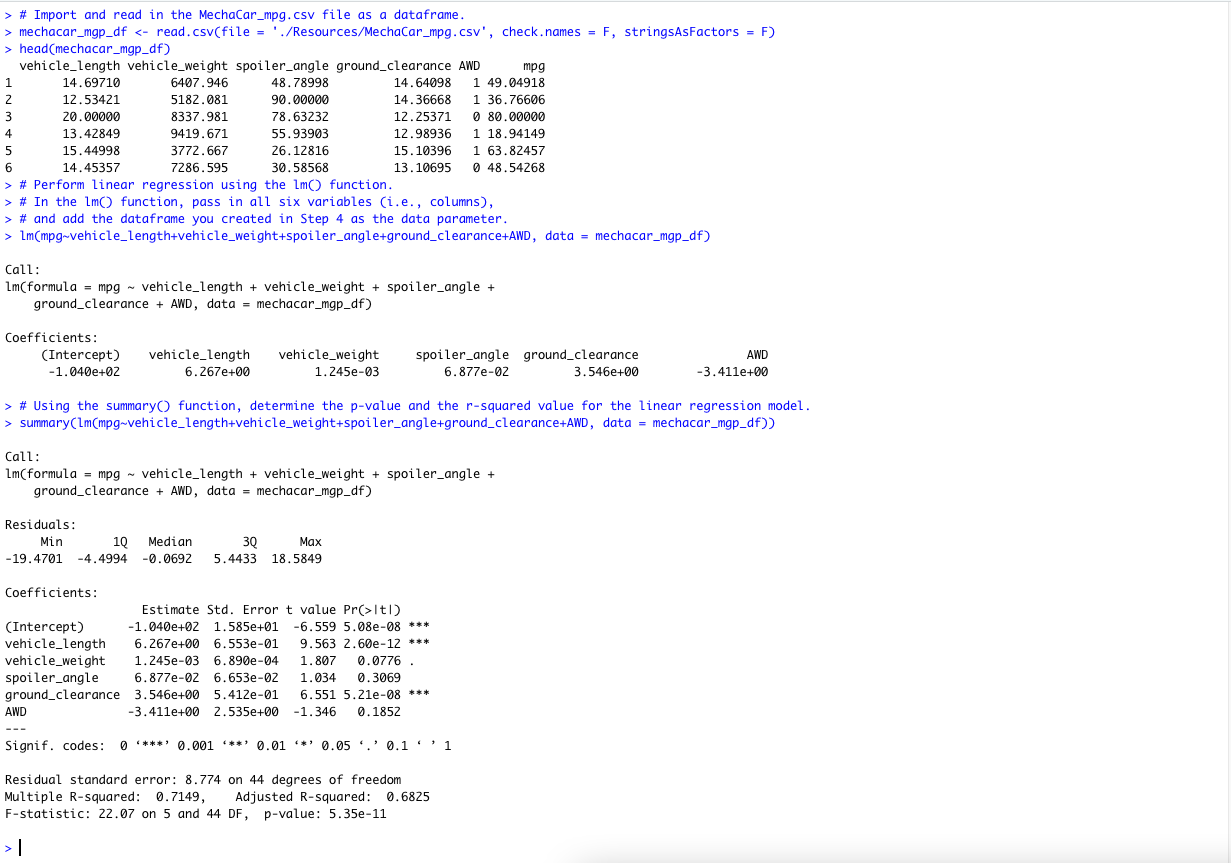 > # Import and read in the MechaCar_mpg.csv file as a dataframe.
> mechacar_mgp_df <- read.csv(file = './Resources/MechaCar_mpg.csv', check.names = F, stringsAsFactors = F)
> head(mechacar_mgp_df)
  vehicle_length vehicle_weight spoiler_angle ground_clearance AWD      mpg
1       14.69710       6407.946      48.78998         14.64098   1 49.04918
2       12.53421       5182.081      90.00000         14.36668   1 36.76606
3       20.00000       8337.981      78.63232         12.25371   0 80.00000
4       13.42849       9419.671      55.93903         12.98936   1 18.94149
5       15.44998       3772.667      26.12816         15.10396   1 63.82457
6       14.45357       7286.595      30.58568         13.10695   0 48.54268
> # Perform linear regression using the lm() function.
> # In the lm() function, pass in all six variables (i.e., columns),
> # and add the dataframe you created in Step 4 as the data parameter.
> lm(mpg~vehicle_length+vehicle_weight+spoiler_angle+ground_clearance+AWD, data = mechacar_mgp_df)

Call:
lm(formula = mpg ~ vehicle_length + vehicle_weight + spoiler_angle +
    ground_clearance + AWD, data = mechacar_mgp_df)

Coefficients:
     (Intercept)    vehicle_length    vehicle_weight     spoiler_angle  ground_clearance               AWD
      -1.040e+02         6.267e+00         1.245e-03         6.877e-02         3.546e+00        -3.411e+00

> # Using the summary() function, determine the p-value and the r-squared value for the linear regression model.
> summary(lm(mpg~vehicle_length+vehicle_weight+spoiler_angle+ground_clearance+AWD, data = mechacar_mgp_df))

Call:
lm(formula = mpg ~ vehicle_length + vehicle_weight + spoiler_angle +
    ground_clearance + AWD, data = mechacar_mgp_df)

Residuals:
     Min       1Q   Median       3Q      Max
-19.4701  -4.4994  -0.0692   5.4433  18.5849

Coefficients:
                   Estimate Std. Error t value Pr(>|t|)
(Intercept)      -1.040e+02  1.585e+01  -6.559 5.08e-08 ***
vehicle_length    6.267e+00  6.553e-01   9.563 2.60e-12 ***
vehicle_weight    1.245e-03  6.890e-04   1.807   0.0776 .
spoiler_angle     6.877e-02  6.653e-02   1.034   0.3069
ground_clearance  3.546e+00  5.412e-01   6.551 5.21e-08 ***
AWD              -3.411e+00  2.535e+00  -1.346   0.1852
---
Signif. codes:  0 ‘***’ 0.001 ‘**’ 0.01 ‘*’ 0.05 ‘.’ 0.1 ‘ ’ 1

Residual standard error: 8.774 on 44 degrees of freedom
Multiple R-squared:  0.7149,    Adjusted R-squared:  0.6825
F-statistic: 22.07 on 5 and 44 DF,  p-value: 5.35e-11

>